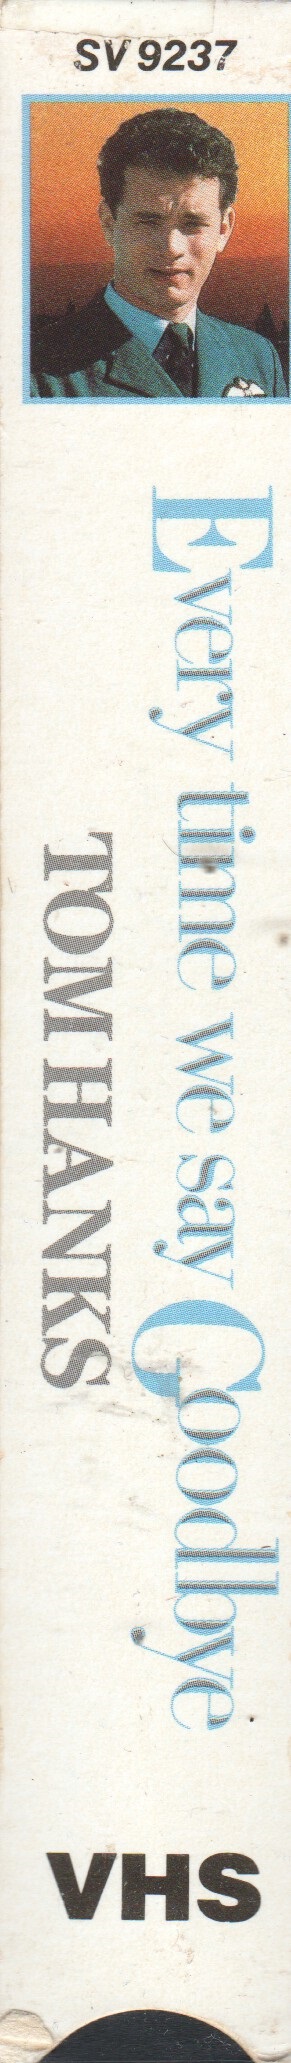 SV 9237
Every time we say Goodbye
TOM HANKS
VHS